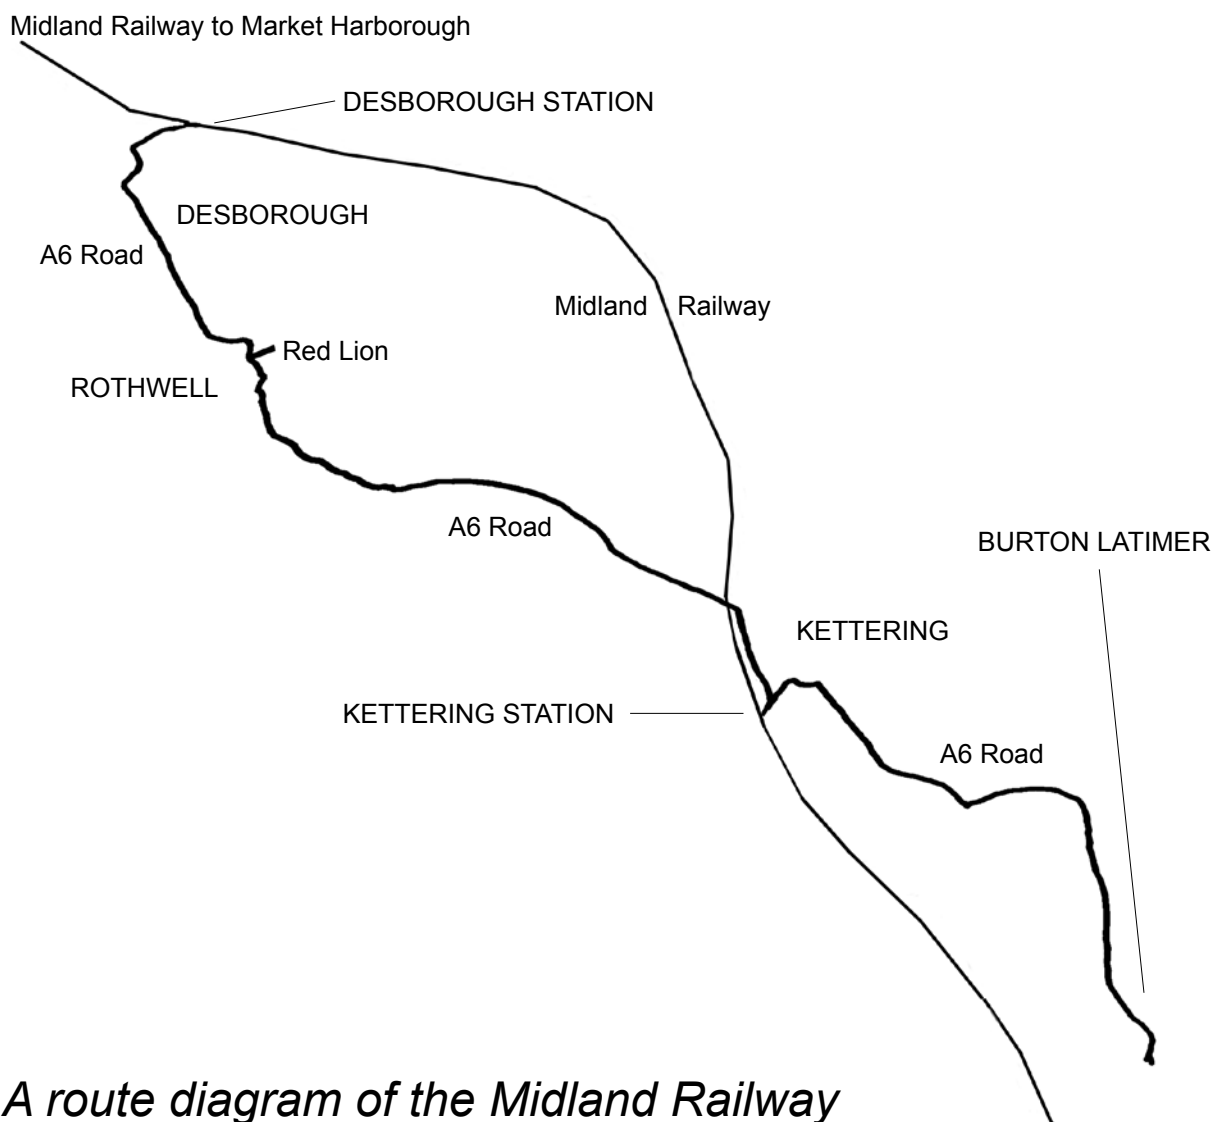 Midland Railway to Market Harborough
DESBOROUGH STATION
DESBOROUGH
A6 Road
Midland Railway
Red Lion
ROTHWELL
A6 Road
BURTON LATIMER
KETTERING
KETTERING STATION
A6 Road
A route diagram of the Midland Railway